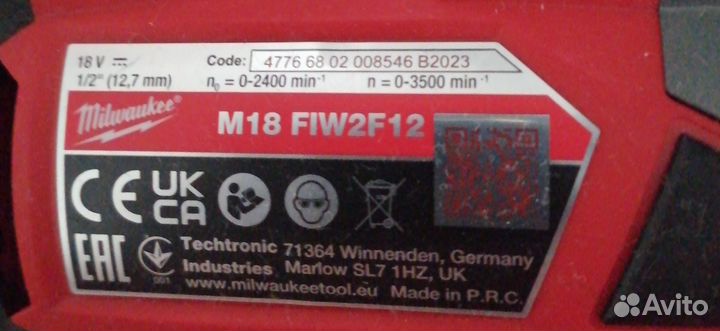 18 V
Code: 4776 68 02 008546 B2023
1/2" (12,7 mm) n₀ = 0-2400 min⁻¹ n = 0-3500 min⁻¹
Milwaukee®
M18 FIW2F12
CE UK CA
EAC 001
Techtronic 71364 Winnenden, Germany
Industries Marlow SL7 1HZ, UK
www.milwaukeetool.eu Made in P.R.C.
Avito